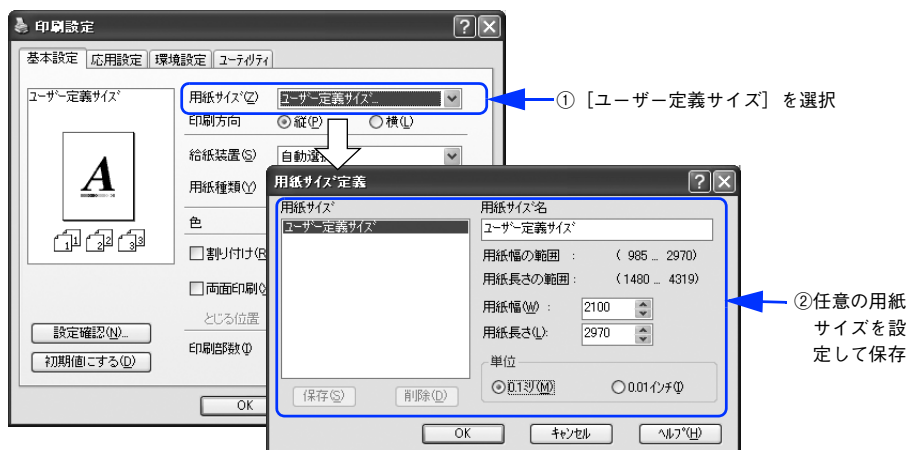 印刷設定
基本設定 応用設定 環境設定 ユーティリティ
ユーザー定義サイズ
A
1 1 2 2 3 3
設定確認(N)...
初期値にする(D)
用紙サイズ(Z) ユーザー定義サイズ...
印刷方向 縦(P) 横(L)
給紙装置(S) 自動選
用紙種類(Y)
色
割り付け(R
両面印刷(
とじる位置
印刷部数(I)
OK
① [ユーザー定義サイズ] を選択
用紙サイズ定義
用紙サイズ
ユーザー定義サイズ
保存(S) 削除(D)
用紙サイズ名
ユーザー定義サイズ
用紙幅の範囲 : ( 985 ... 2970)
用紙長さの範囲 : (1480 ... 4319)
用紙幅(W) : 2100
用紙長さ(L): 2970
単位
0.1ミリ(M) 0.01インチ(I)
OK キャンセル ヘルプ(H)
②任意の用紙
サイズを設
定して保存